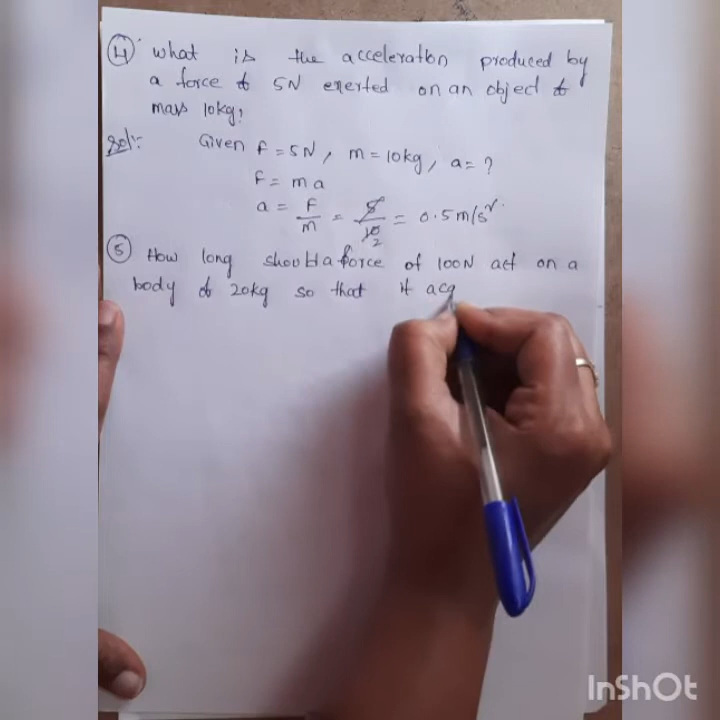 4 What is the acceleration produced by
a force of 5N exerted on an object of
mass 10kg?
Sol:- Given F = 5N, m = 10kg, a = ?
F = ma
a = F/m = 5/10 2 = 0.5 m/s²
5 How long should a force of 100N act on a
body of 20kg so that it acq
InShOt